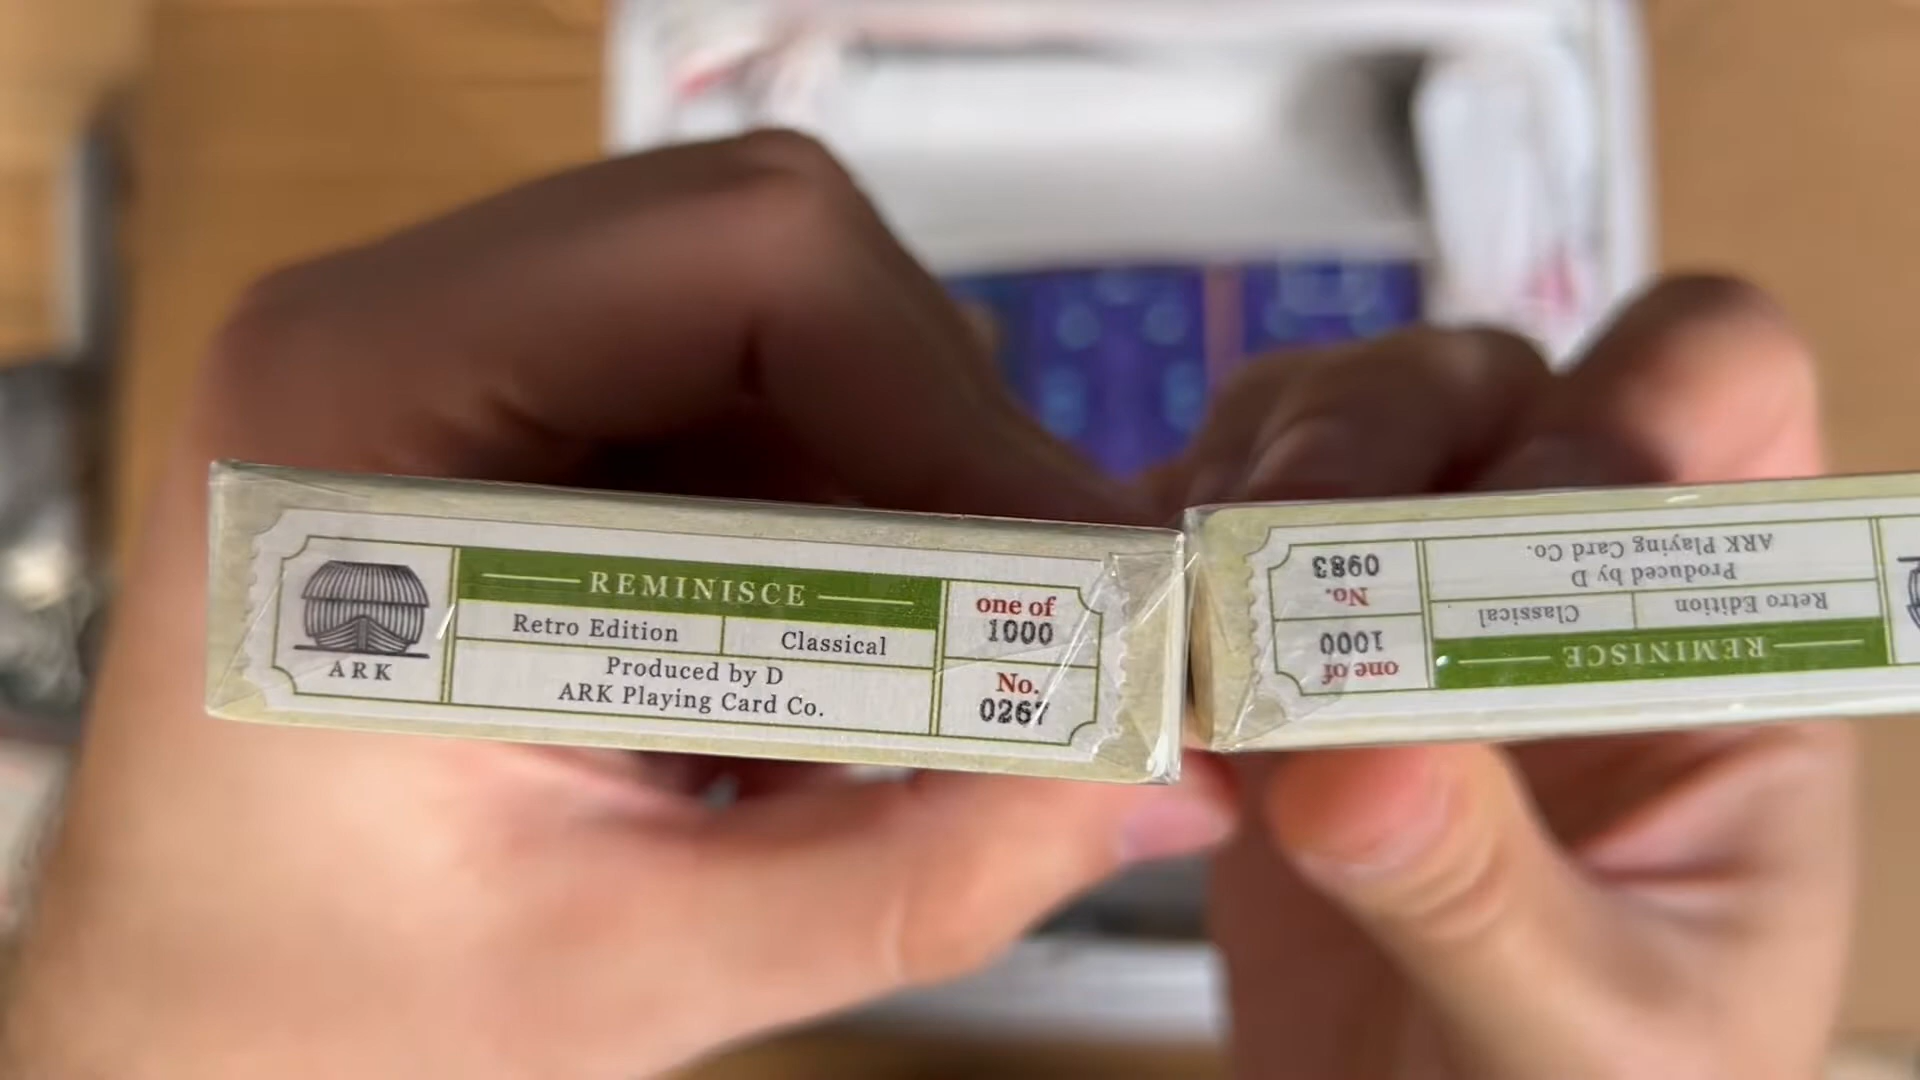 ARK
REMINISCE
Retro Edition
Classical
Produced by D
ARK Playing Card Co.
one of
1000
No.
0267
REMINISCE
Retro Edition
Classical
Produced by D
ARK Playing Card Co.
one of
1000
No.
0983